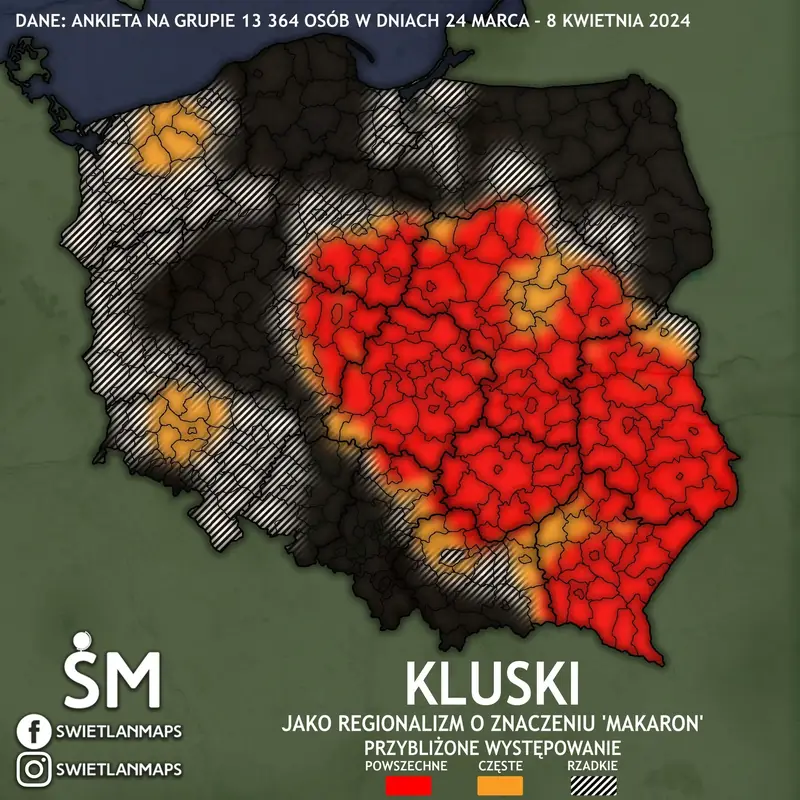 DANE: ANKIETA NA GRUPIE 13 364 OSÓB W DNIACH 24 MARCA - 8 KWIETNIA 2024
ŚM
SWIETLANMAPS
SWIETLANMAPS
KLUSKI
JAKO REGIONALIZM O ZNACZENIU 'MAKARON'
PRZYBLIŻONE WYSTĘPOWANIE
POWSZECHNE CZĘSTE RZADKIE